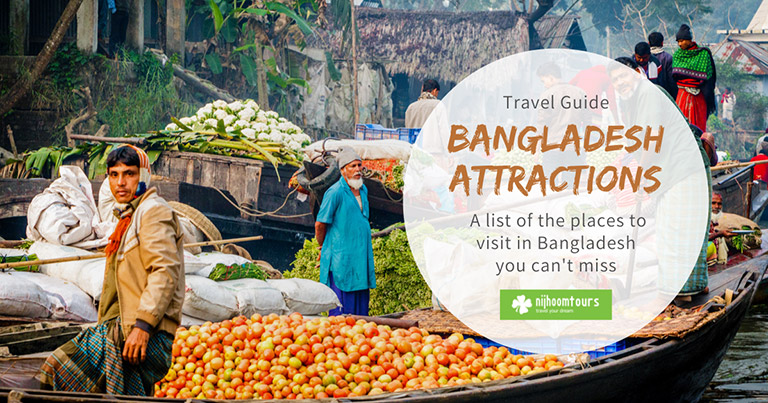 Travel Guide
BANGLADESH
ATTRACTIONS
A list of the places to
visit in Bangladesh
you can't miss
nijhoomtours
travel your dream